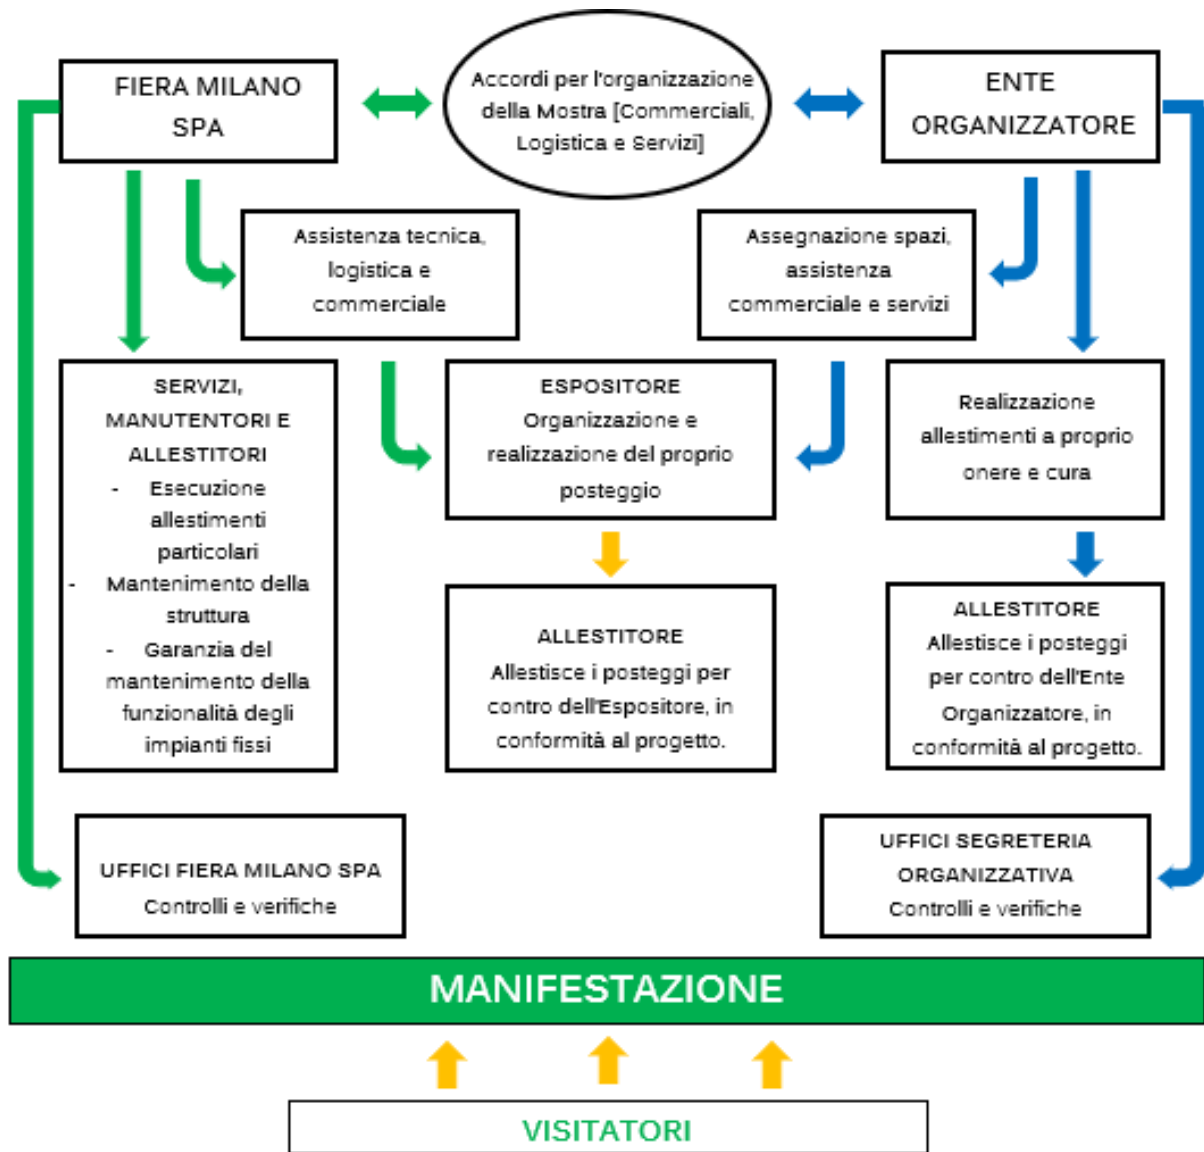 FIERA MILANO
SPA
Accordi per l'organizzazione
della Mostra [Commerciali,
Logistica e Servizi]
ENTE
ORGANIZZATORE
Assistenza tecnica,
logistica e
commerciale
Assegnazione spazi,
assistenza
commerciale e servizi
SERVIZI,
MANUTENTORI E
ALLESTITORI
- Esecuzione
allestimenti
particolari
- Mantenimento della
struttura
- Garanzia del
mantenimento della
funzionalità degli
impianti fissi
ESPOSITORE
Organizzazione e
realizzazione del proprio
posteggio
Realizzazione
allestimenti a proprio
onere e cura
ALLESTITORE
Allestisce i posteggi per
contro dell'Espositore, in
conformità al progetto.
ALLESTITORE
Allestisce i posteggi
per contro dell'Ente
Organizzatore, in
conformità al progetto.
UFFICI FIERA MILANO SPA
Controlli e verifiche
UFFICI SEGRETERIA
ORGANIZZATIVA
Controlli e verifiche
MANIFESTAZIONE
VISITATORI